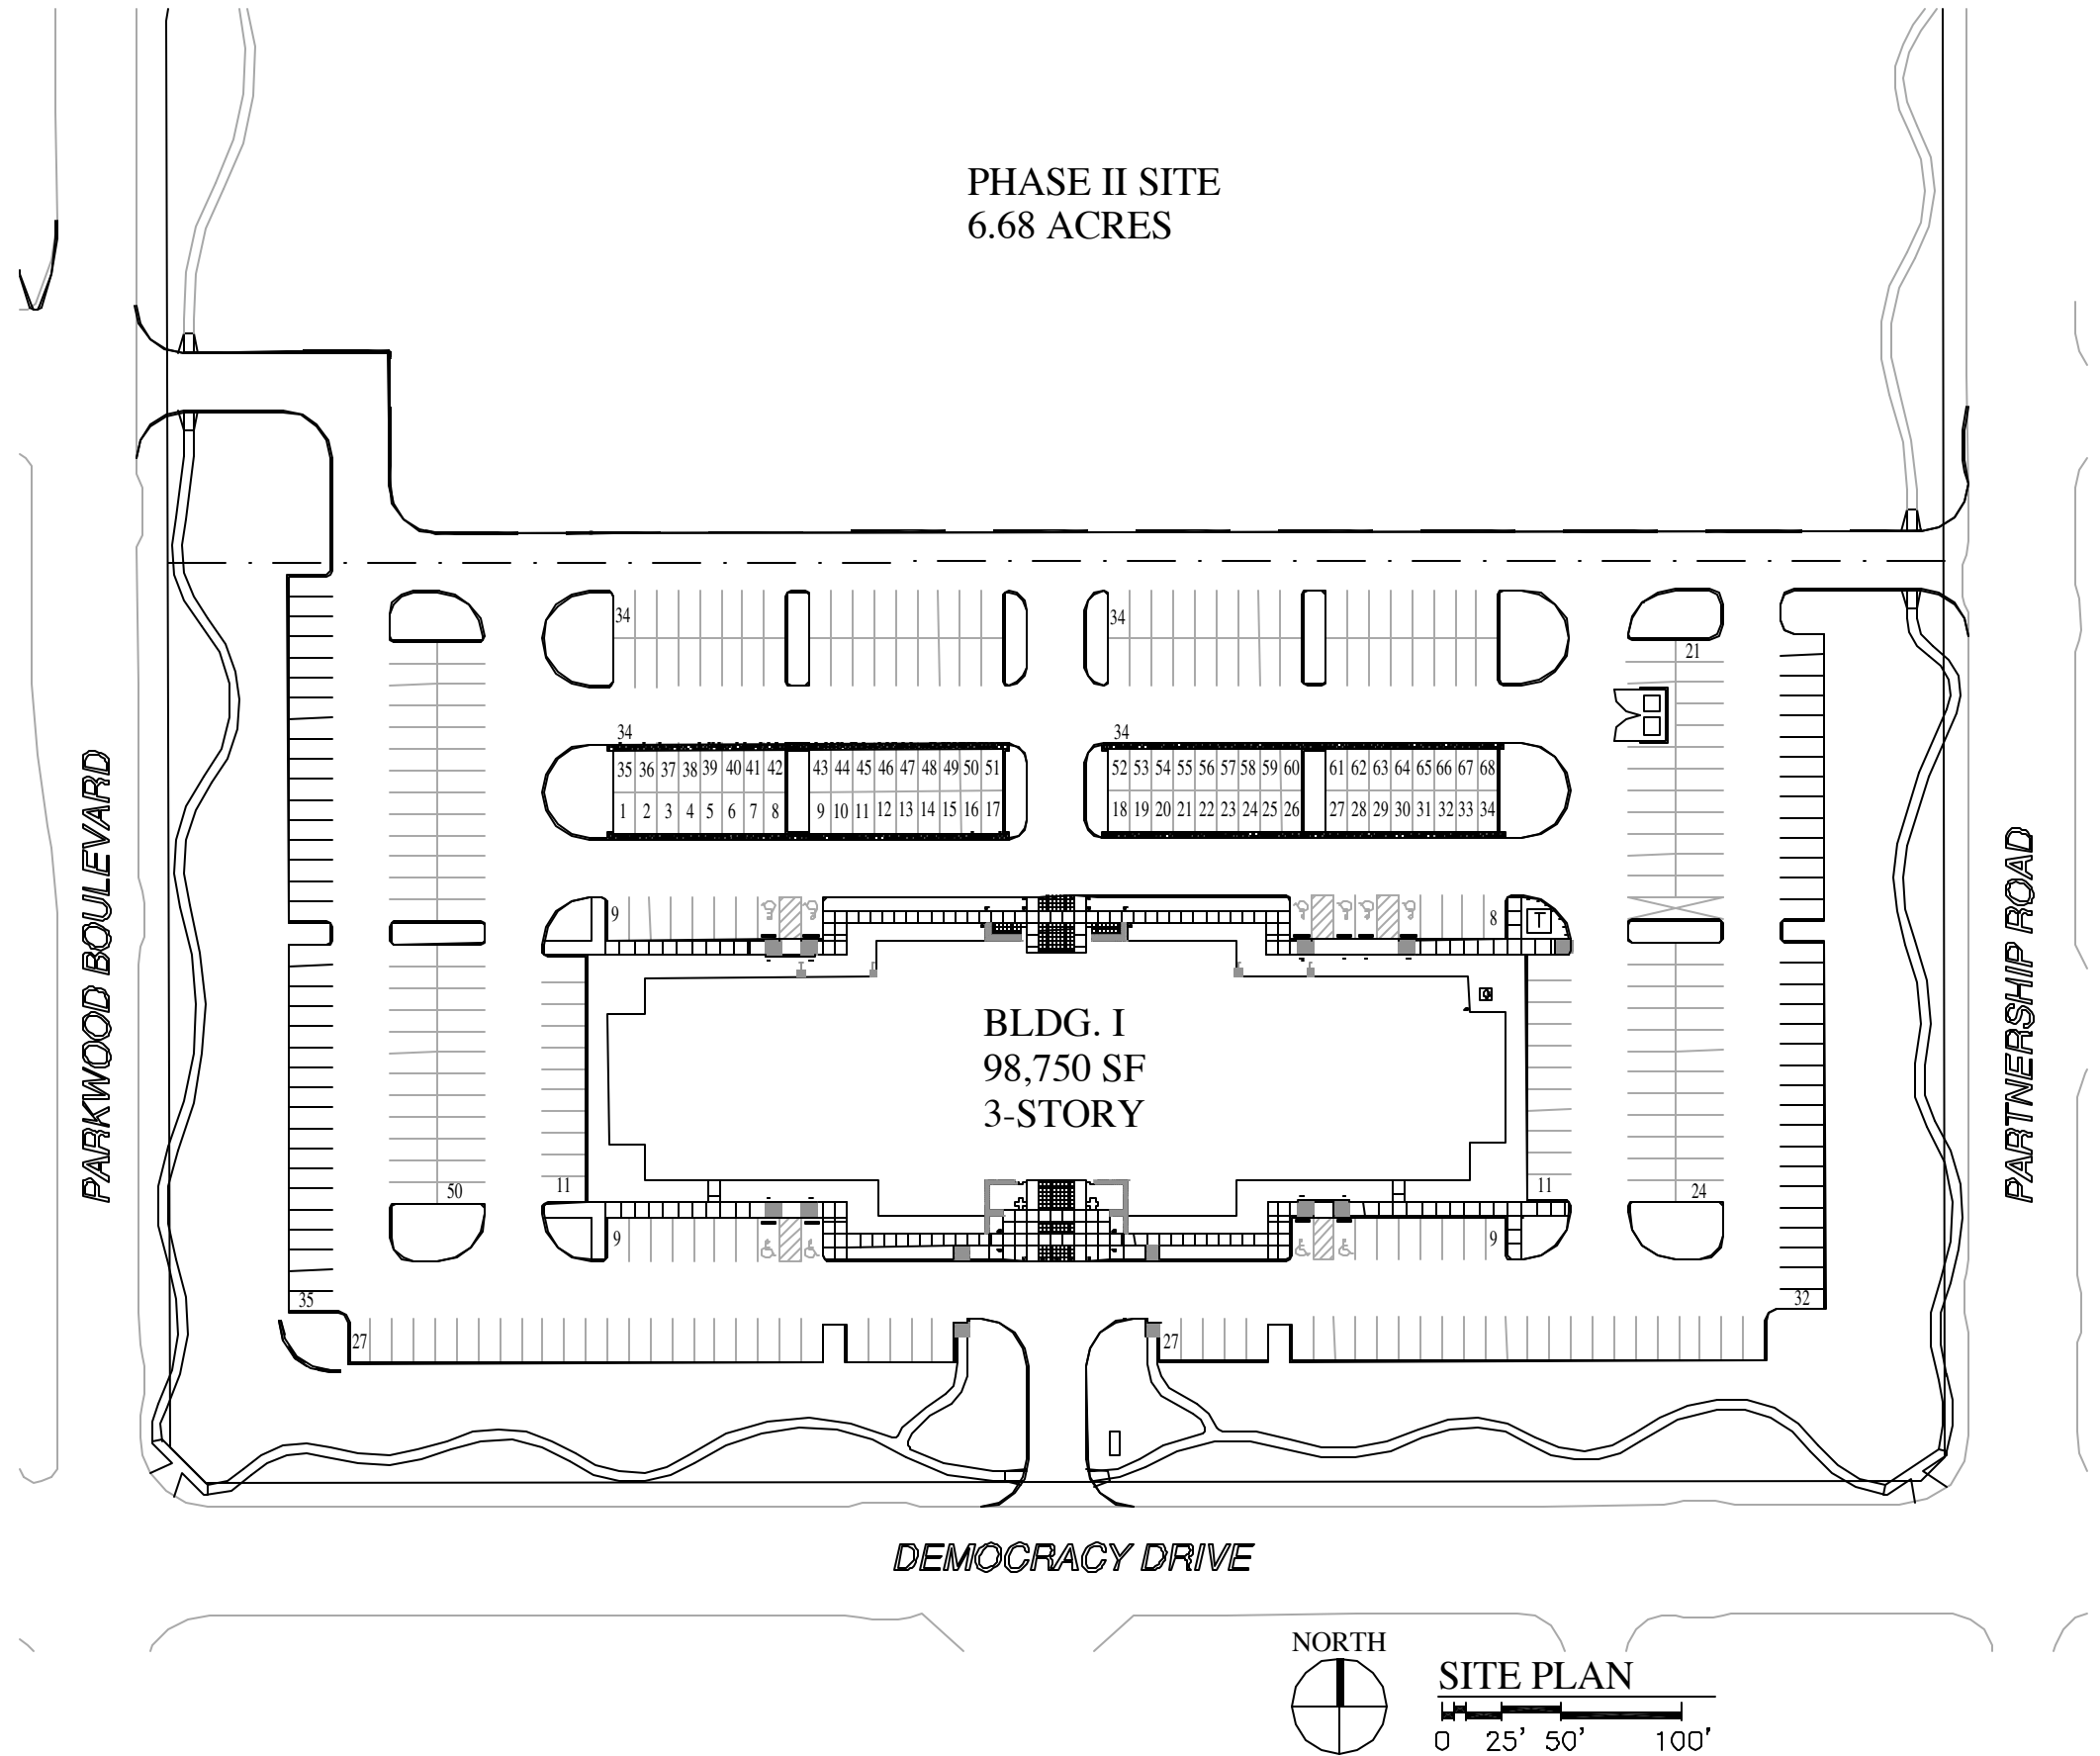 PHASE II SITE
6.68 ACRES
34 34
21
34 34
35 36 37 38 39 40 41 42 43 44 45 46 47 48 49 50 51 52 53 54 55 56 57 58 59 60 61 62 63 64 65 66 67 68
1 2 3 4 5 6 7 8 9 10 11 12 13 14 15 16 17 18 19 20 21 22 23 24 25 26 27 28 29 30 31 32 33 34
PARKWOOD BOULEVARD
PARTNERSHIP ROAD
9 8 T
BLDG. I
98,750 SF
3-STORY
50 11 11 24
9 9
35 32
27 27
DEMOCRACY DRIVE
NORTH
SITE PLAN
0 25' 50' 100'